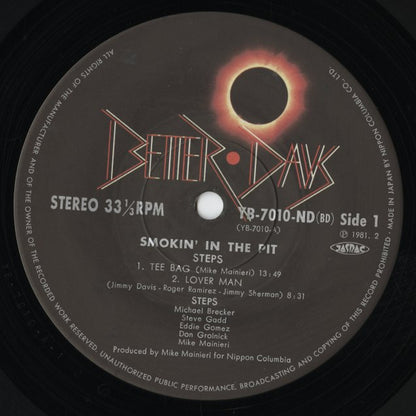 BETTER DAYS
STEREO 33 1/3 RPM
YB-7010-ND(BD) Side 1
(YB-7010-A)
Ⓟ 1981. 2
JASRAC
SMOKIN' IN THE PIT
STEPS
1. TEE BAG (Mike Mainieri) 13:49
2. LOVER MAN
(Jimmy Davis - Roger Ramirez - Jimmy Sherman) 8:31
STEPS
Michael Brecker
Steve Gadd
Eddie Gomez
Don Grolnick
Mike Mainieri
Produced by Mike Mainieri for Nippon Columbia
ALL RIGHTS OF THE MANUFACTURER AND OF THE OWNER OF THE RECORDED WORK RESERVED. UNAUTHORIZED PUBLIC PERFORMANCE, BROADCASTING AND COPYING OF THIS RECORD PROHIBITED
MADE IN JAPAN BY NIPPON COLUMBIA CO., LTD.